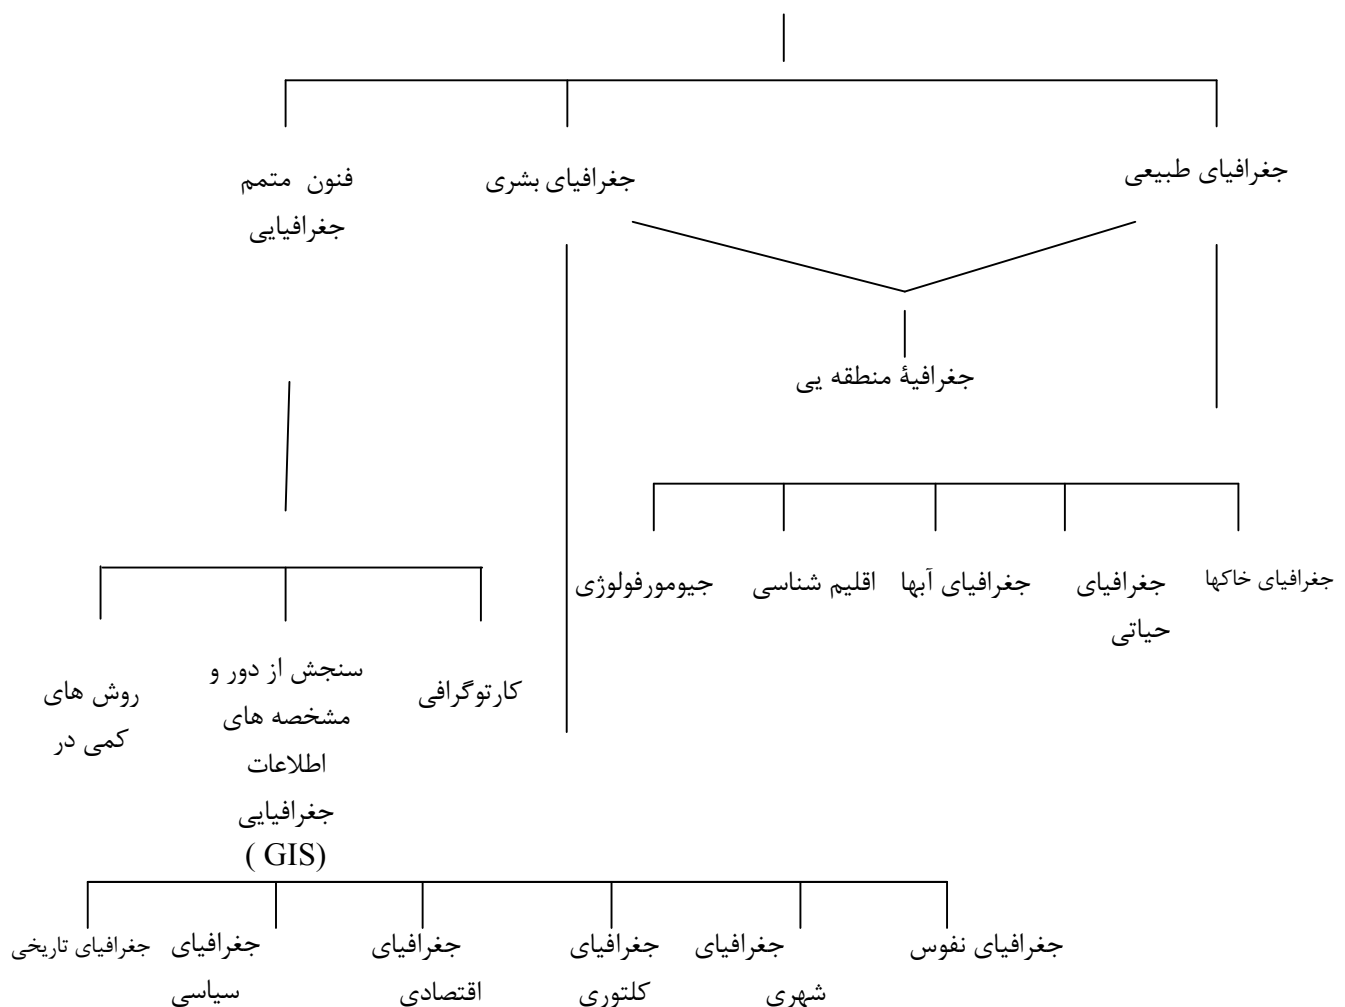 جغرافیای طبیعی
جغرافیای بشری
فنون متمم
جغرافیایی
جغرافیهٔ منطقه یی
جغرافیای خاکها
جغرافیای
حیاتی
جغرافیای آبها
اقلیم شناسی
جیومورفولوژی
کارتوگرافی
سنجش از دور و
مشخصه های
اطلاعات
جغرافیایی
( GIS)
روش های
کمی در
جغرافیای نفوس
جغرافیای
شهری
جغرافیای
کلتوری
جغرافیای
اقتصادی
جغرافیای
سیاسی
جغرافیای تاریخی